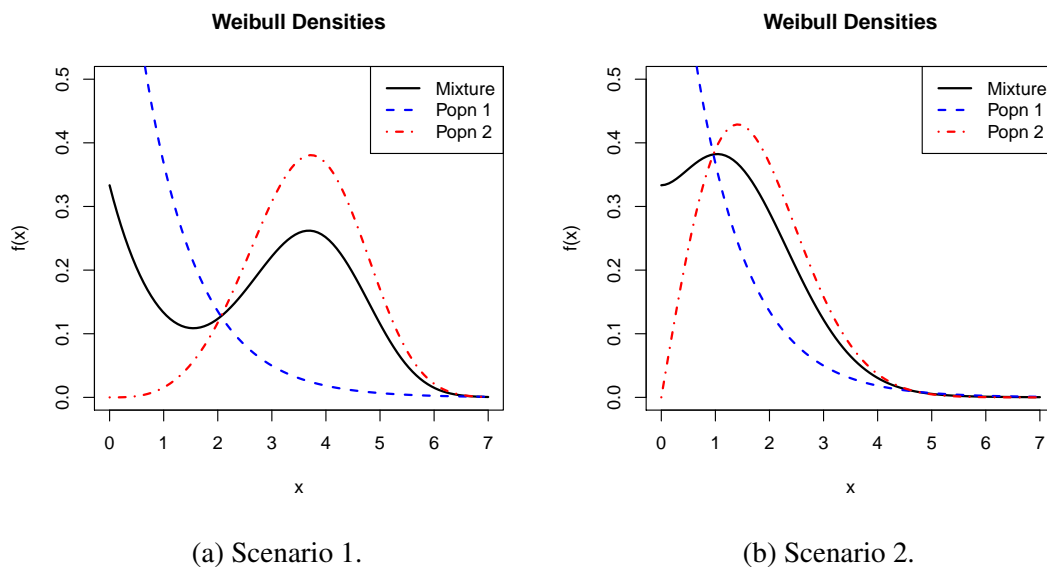 Weibull Densities
Mixture
Popn 1
Popn 2
f(x)
0.5
0.4
0.3
0.2
0.1
0.0
0 1 2 3 4 5 6 7
x
(a) Scenario 1.
Weibull Densities
Mixture
Popn 1
Popn 2
f(x)
0.5
0.4
0.3
0.2
0.1
0.0
0 1 2 3 4 5 6 7
x
(b) Scenario 2.